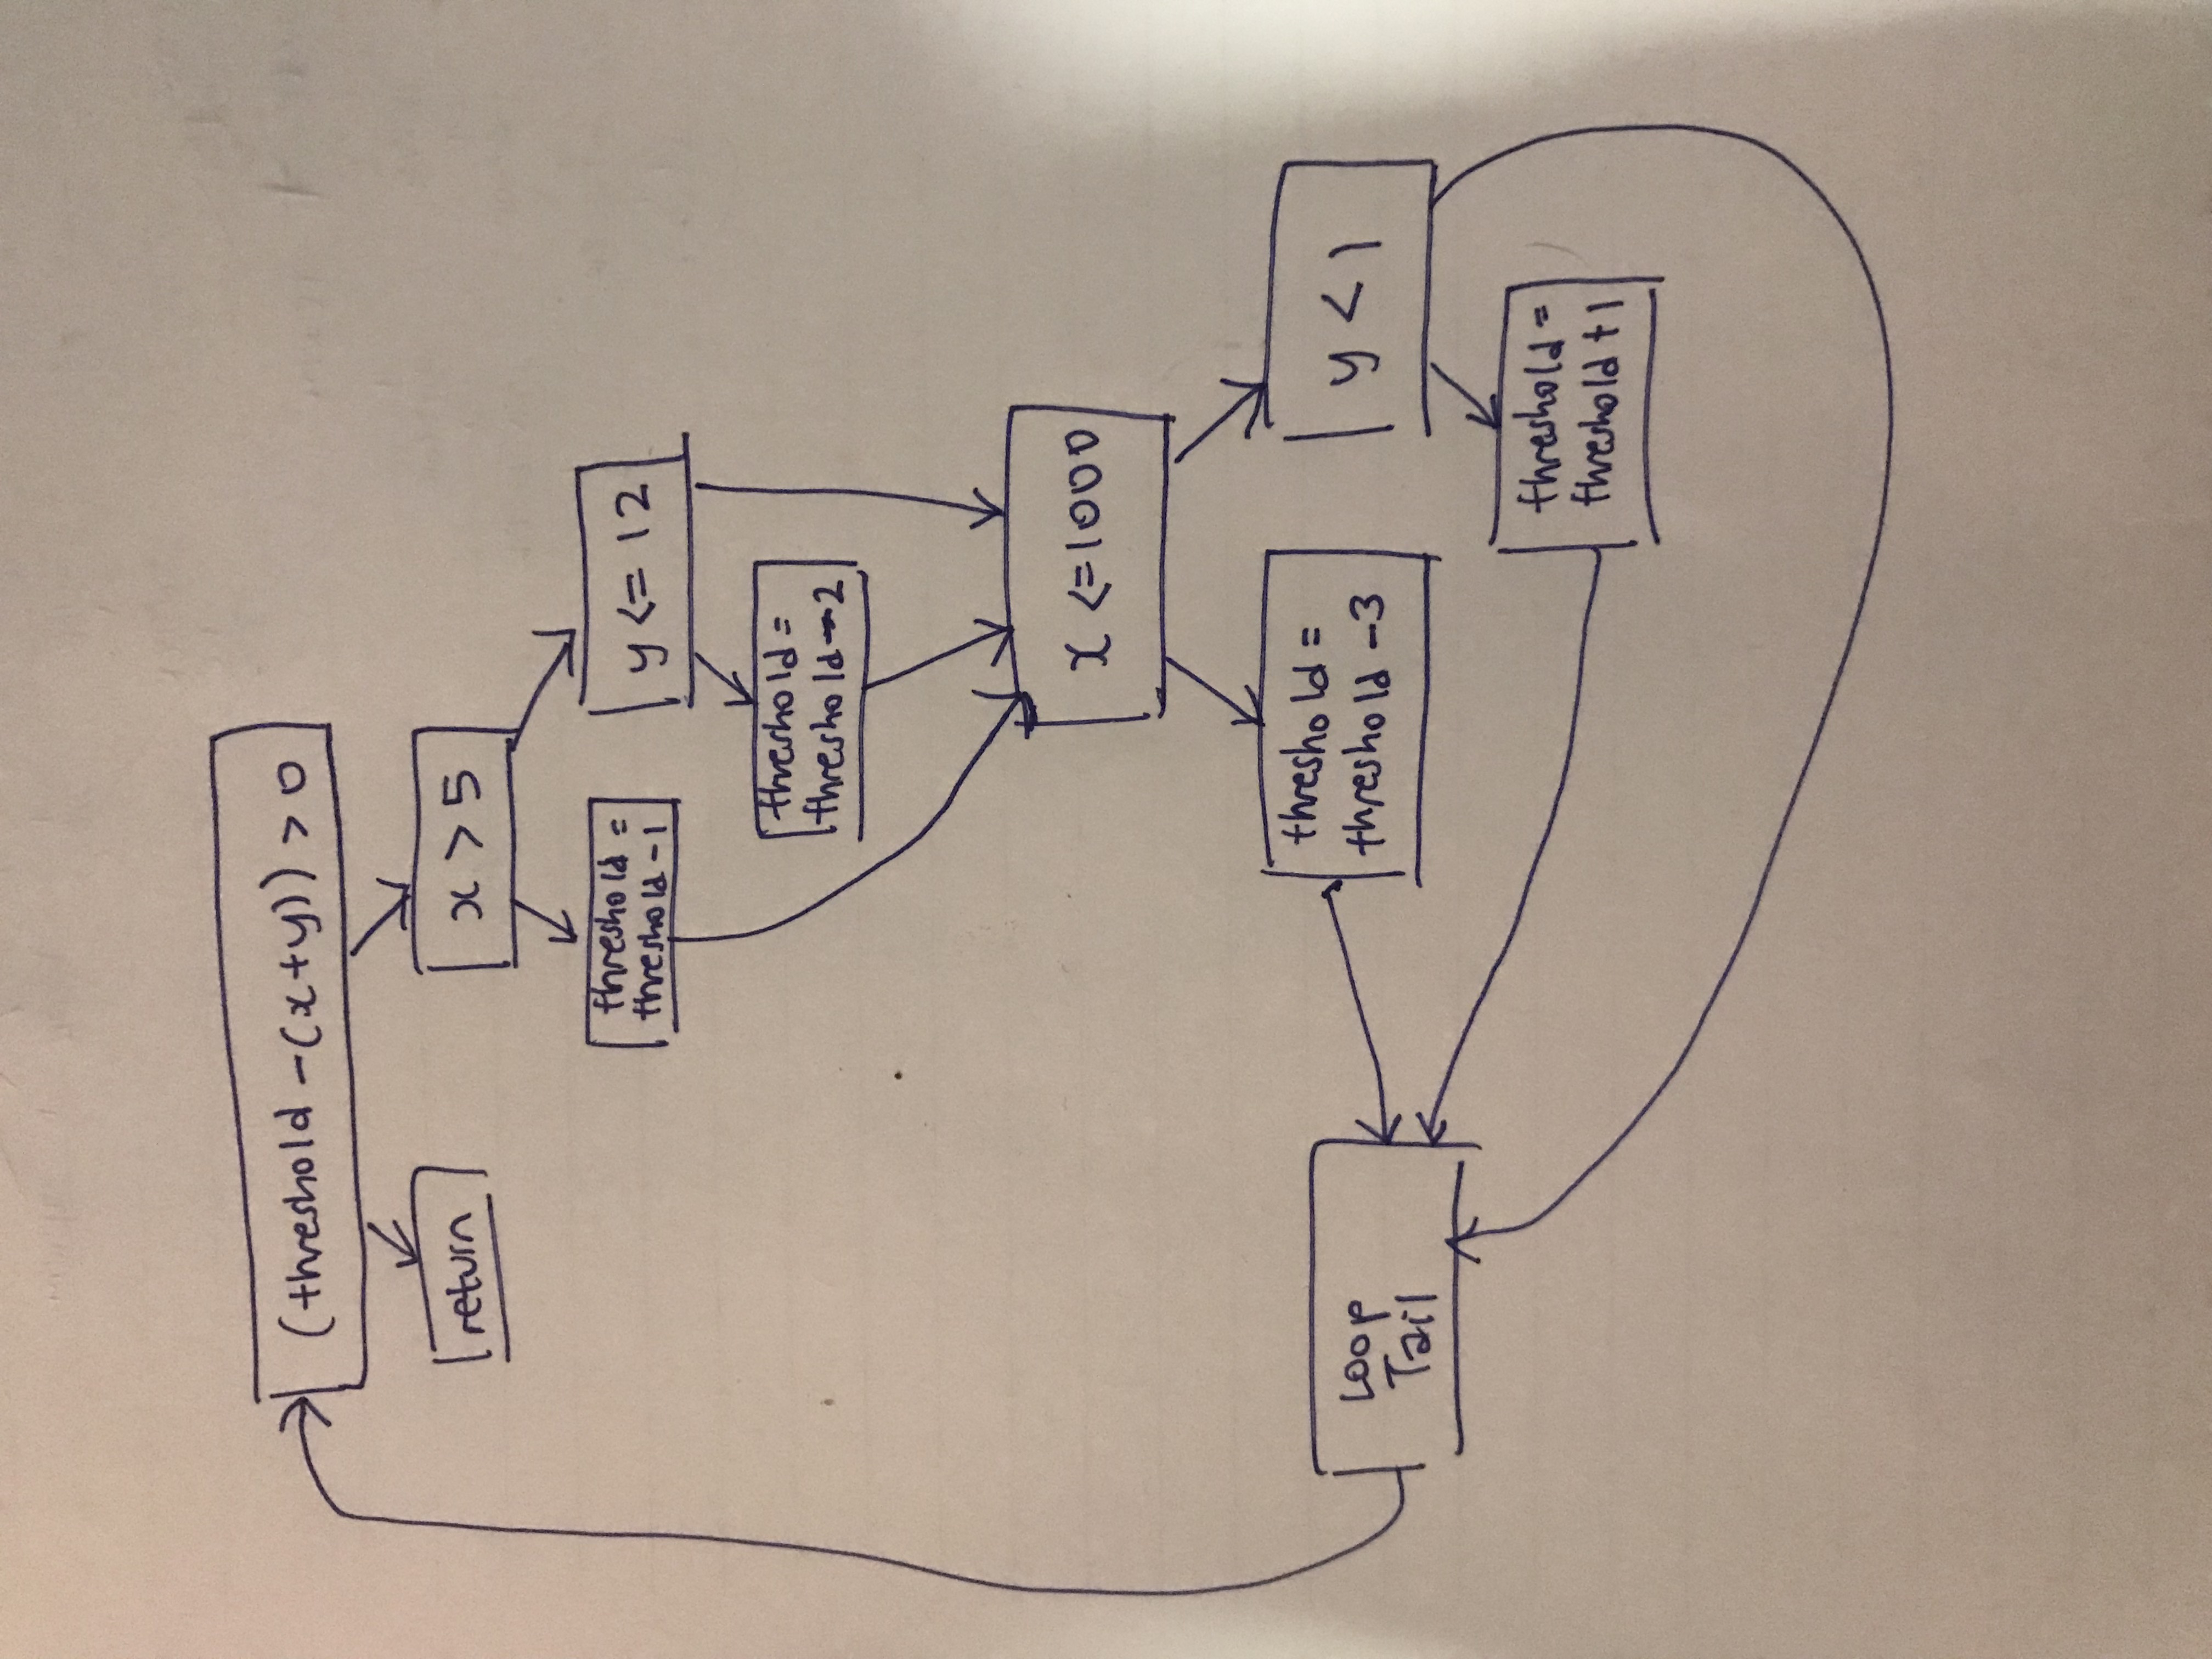 (threshold - (x+y)) > 0
return
x > 5
threshold =
threshold - 1
y <= 12
threshold =
threshold - 2
x <= 1000
threshold =
threshold - 3
y < 1
Loop
Tail
threshold =
threshold + 1